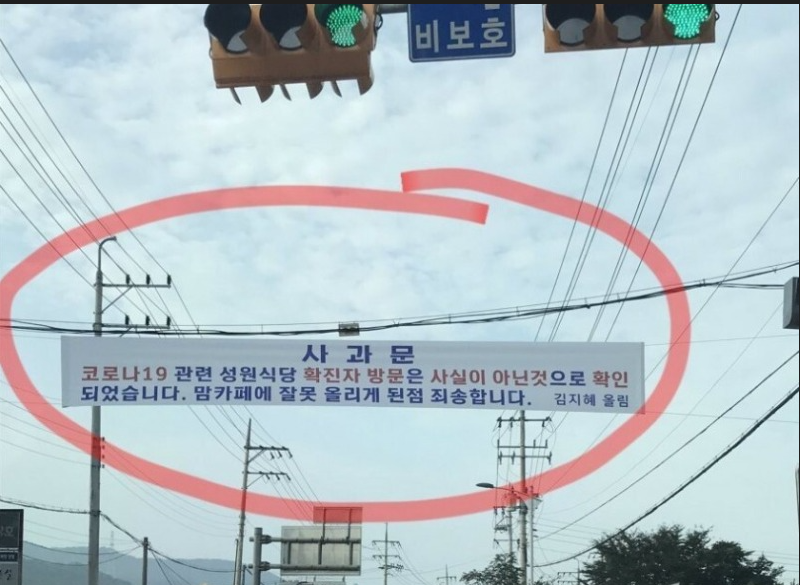 비보호
사 과 문
코로나19 관련 성원식당 확진자 방문은 사실이 아닌것으로 확인
되었습니다. 맘카페에 잘못 올리게 된점 죄송합니다. 김지혜 올림